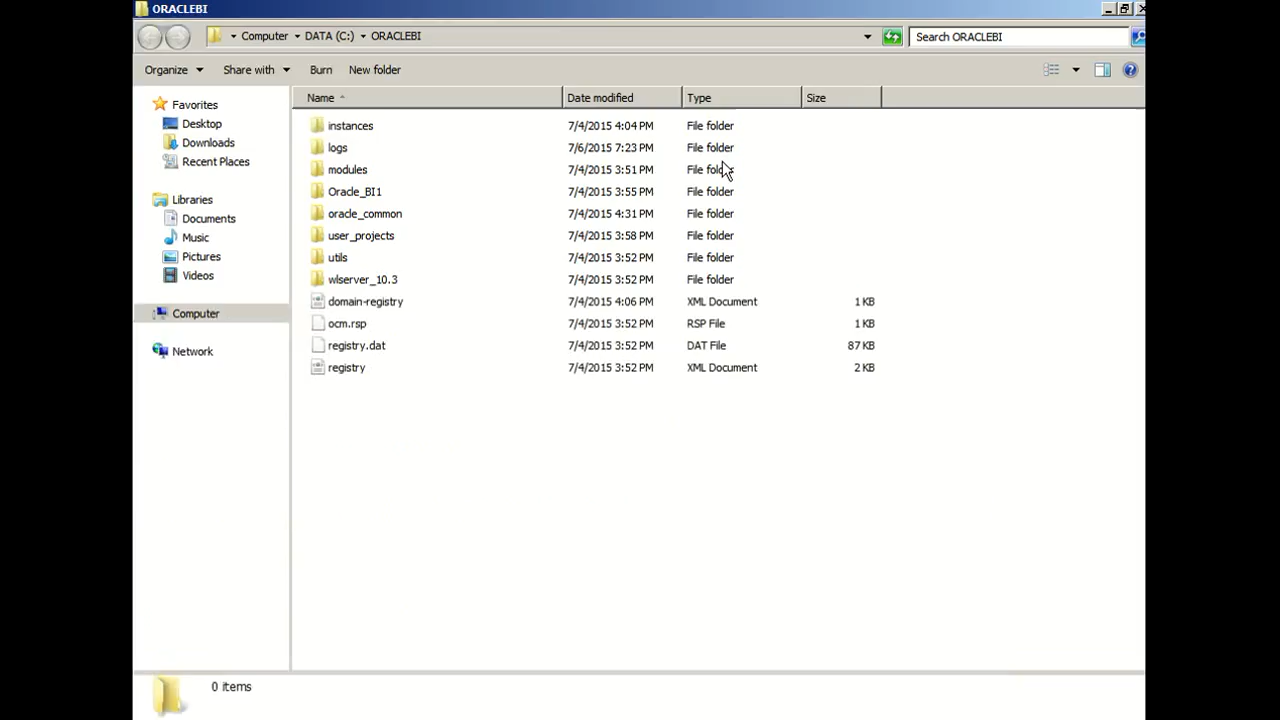 ORACLEBI
Computer DATA (C:) ORACLEBI
Search ORACLEBI
Organize Share with Burn New folder
Name Date modified Type Size
Favorites
Desktop
Downloads
Recent Places
Libraries
Documents
Music
Pictures
Videos
Computer
Network
instances 7/4/2015 4:04 PM File folder
logs 7/6/2015 7:23 PM File folder
modules 7/4/2015 3:51 PM File folder
Oracle_BI1 7/4/2015 3:55 PM File folder
oracle_common 7/4/2015 4:31 PM File folder
user_projects 7/4/2015 3:58 PM File folder
utils 7/4/2015 3:52 PM File folder
wlserver_10.3 7/4/2015 3:52 PM File folder
domain-registry 7/4/2015 4:06 PM XML Document 1 KB
ocm.rsp 7/4/2015 3:52 PM RSP File 1 KB
registry.dat 7/4/2015 3:52 PM DAT File 87 KB
registry 7/4/2015 3:52 PM XML Document 2 KB
0 items